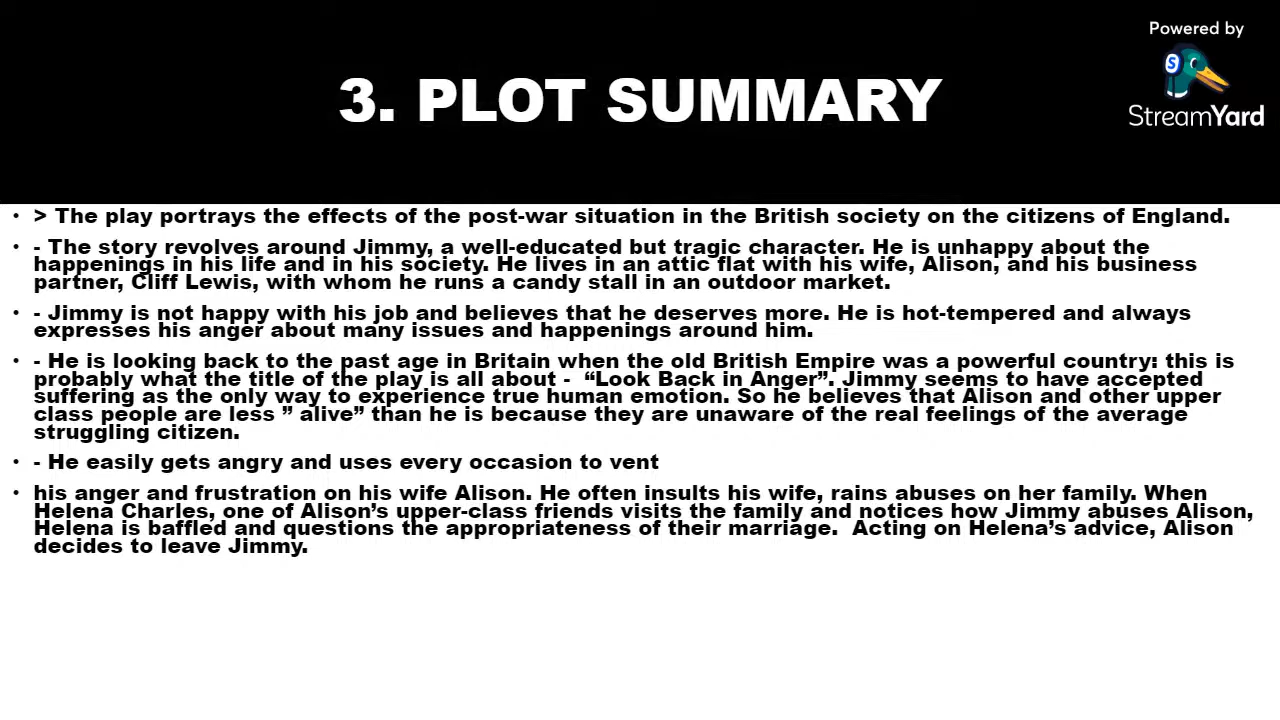 Powered by
S
StreamYard
3. PLOT SUMMARY
• > The play portrays the effects of the post-war situation in the British society on the citizens of England.
• - The story revolves around Jimmy, a well-educated but tragic character. He is unhappy about the
happenings in his life and in his society. He lives in an attic flat with his wife, Alison, and his business
partner, Cliff Lewis, with whom he runs a candy stall in an outdoor market.
• - Jimmy is not happy with his job and believes that he deserves more. He is hot-tempered and always
expresses his anger about many issues and happenings around him.
• - He is looking back to the past age in Britain when the old British Empire was a powerful country: this is
probably what the title of the play is all about - “Look Back in Anger”. Jimmy seems to have accepted
suffering as the only way to experience true human emotion. So he believes that Alison and other upper
class people are less ” alive” than he is because they are unaware of the real feelings of the average
struggling citizen.
• - He easily gets angry and uses every occasion to vent
• his anger and frustration on his wife Alison. He often insults his wife, rains abuses on her family. When
Helena Charles, one of Alison’s upper-class friends visits the family and notices how Jimmy abuses Alison,
Helena is baffled and questions the appropriateness of their marriage. Acting on Helena’s advice, Alison
decides to leave Jimmy.